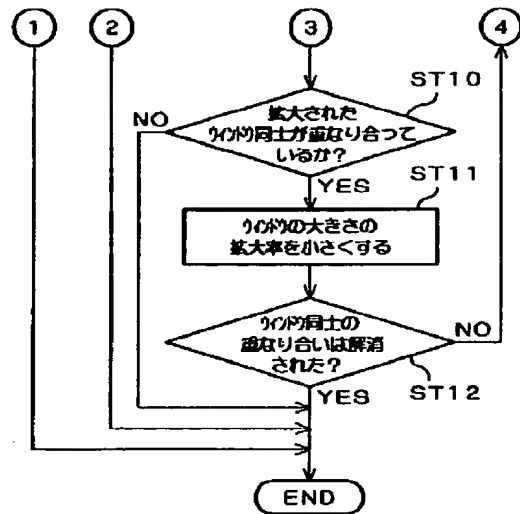 1
2
3
4
ST10
拡大された
ウィンドウ同士が重なり合って
いるか？
NO
YES
ST11
ウィンドウの大きさの
拡大率を小さくする
ウィンドウ同士の
重なり合いは解消
された？
NO
YES
ST12
END